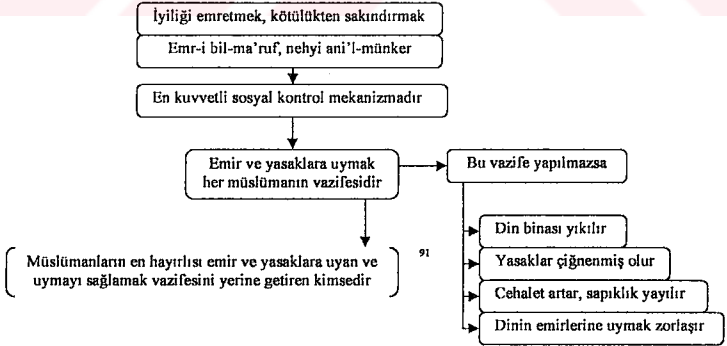 İyiliği emretmek, kötülükten sakındırmak
Emr-i bil-ma'ruf, nehyi ani'l-münker
En kuvvetli sosyal kontrol mekanizmadır
Emir ve yasaklara uymak
her müslümanın vazifesidir
Bu vazife yapılmazsa
Din binası yıkılır
Yasaklar çiğnenmiş olur
Cehalet artar, sapıklık yayılır
Dinin emirlerine uymak zorlaşır
Müslümanların en hayırlısı emir ve yasaklara uyan ve
uymayı sağlamak vazifesini yerine getiren kimsedir
91